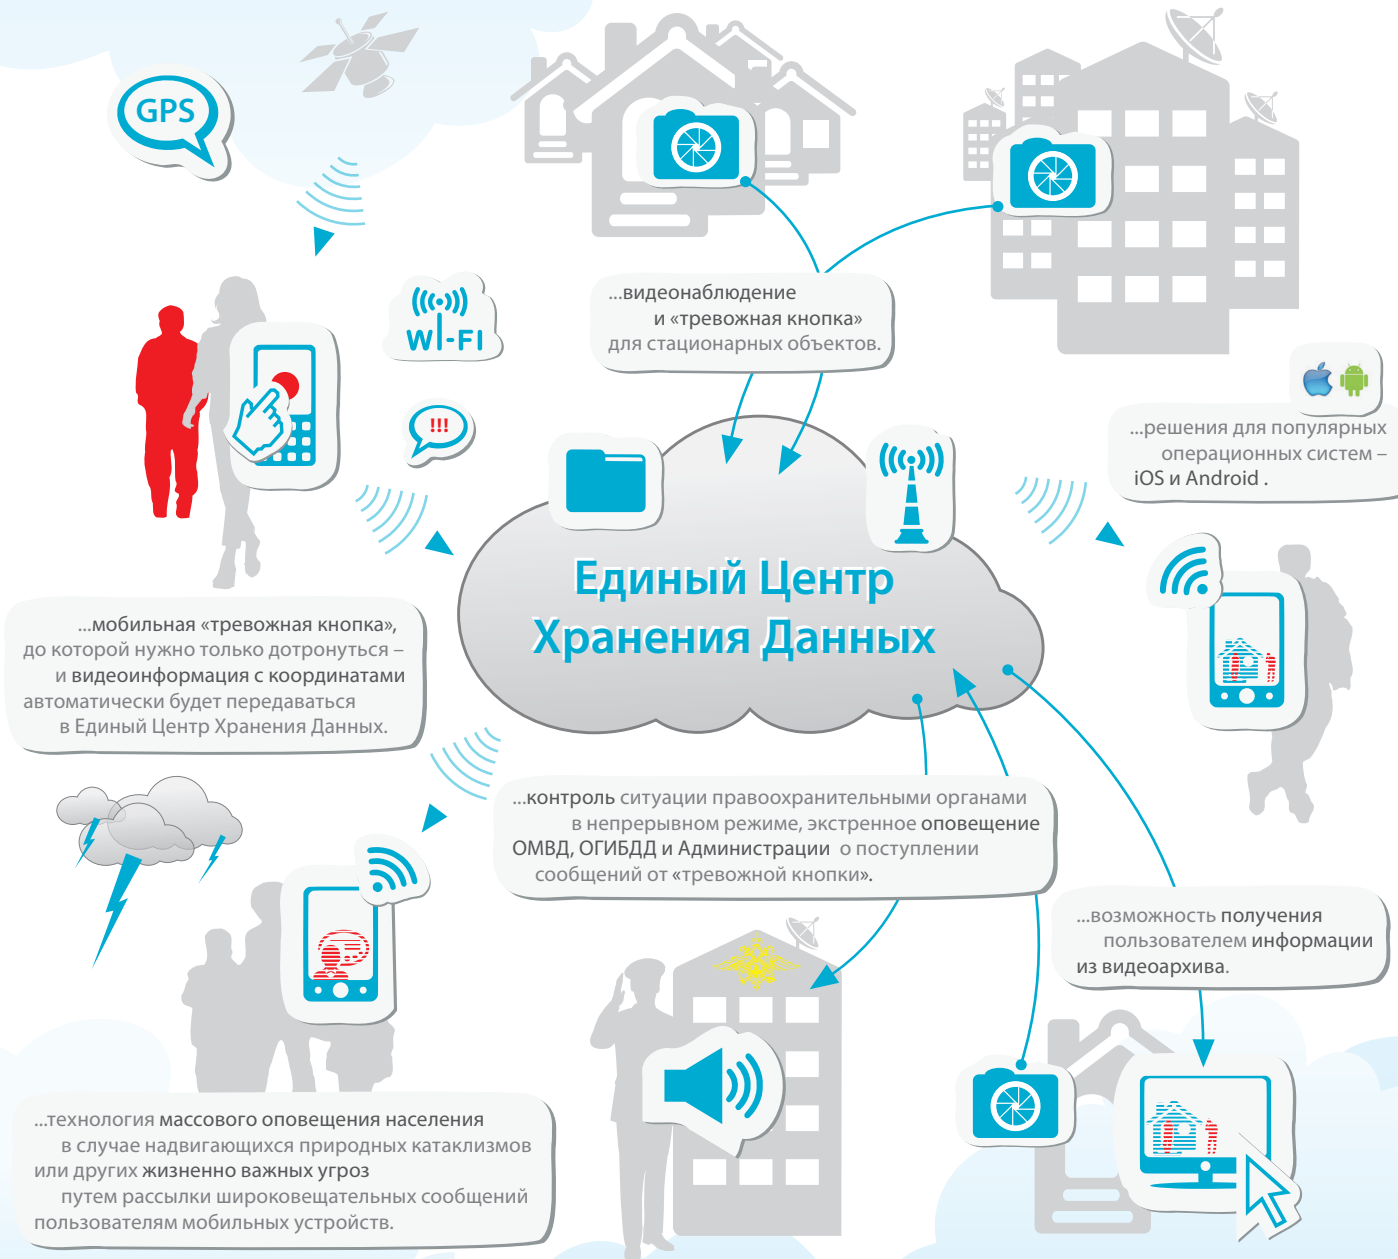 GPS
WI-FI
!!!
...видеонаблюдение
и «тревожная кнопка»
для стационарных объектов.
...решения для популярных
операционных систем –
iOS и Android .
Единый Центр
Хранения Данных
...мобильная «тревожная кнопка»,
до которой нужно только дотронуться –
и видеоинформация с координатами
автоматически будет передаваться
в Единый Центр Хранения Данных.
...контроль ситуации правоохранительными органами
в непрерывном режиме, экстренное оповещение
ОМВД, ОГИБДД и Администрации о поступлении
сообщений от «тревожной кнопки».
...возможность получения
пользователем информации
из видеоархива.
...технология массового оповещения населения
в случае надвигающихся природных катаклизмов
или других жизненно важных угроз
путем рассылки широковещательных сообщений
пользователям мобильных устройств.